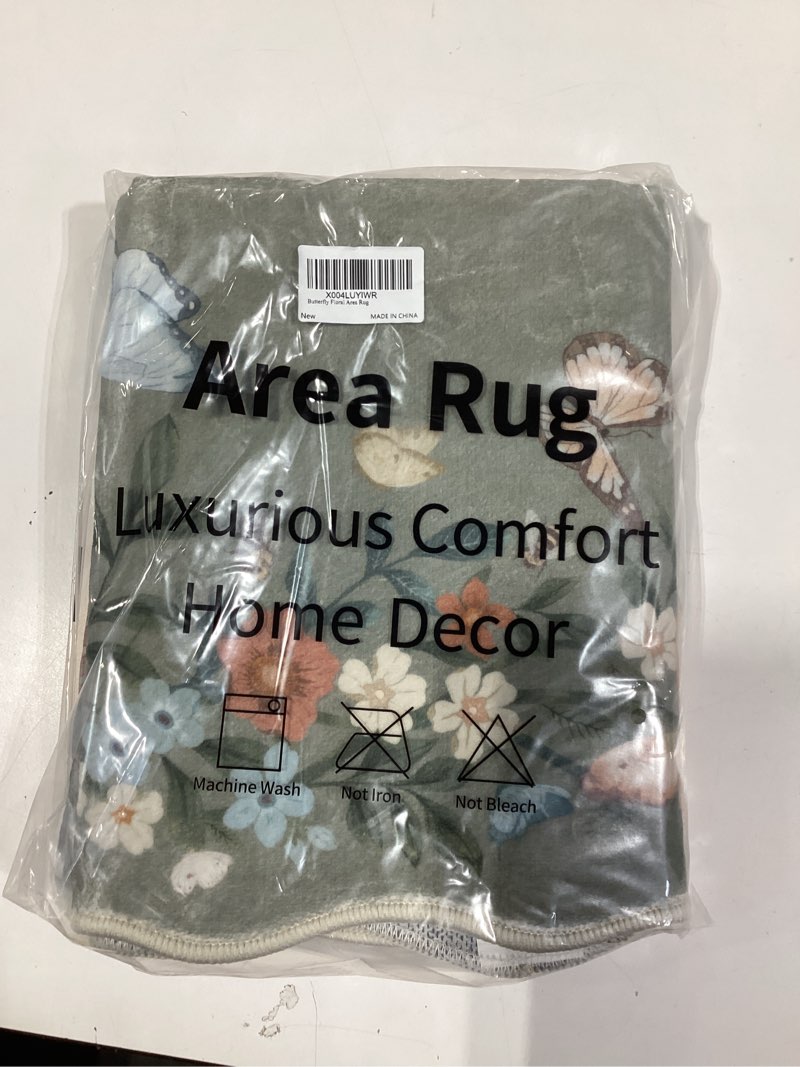 X004LUYIWR
Butterfly Floral Area Rug
New MADE IN CHINA
Area Rug
Luxurious Comfort
Home Decor
Machine Wash Not Iron Not Bleach